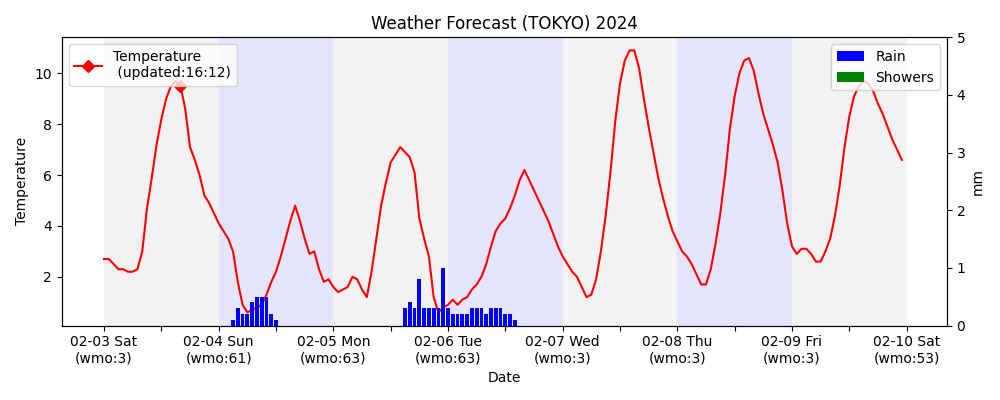 Weather Forecast (TOKYO) 2024
Temperature
(updated:16:12)
Rain
Showers
Temperature
10
8
6
4
2
5
4
3
2
1
0
mm
02-03 Sat
(wmo:3)
02-04 Sun
(wmo:61)
02-05 Mon
(wmo:63)
02-06 Tue
(wmo:63)
02-07 Wed
(wmo:3)
02-08 Thu
(wmo:3)
02-09 Fri
(wmo:3)
02-10 Sat
(wmo:53)
Date